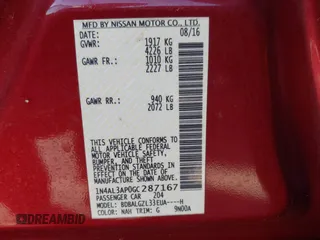 MFD BY NISSAN MOTOR CO., LTD.
DATE: 08/16
GVWR: 1917 KG
4226 LB
GAWR FR: 1010 KG
2227 LB
GAWR RR: 940 KG
2072 LB
THIS VEHICLE CONFORMS TO ALL
APPLICABLE FEDERAL MOTOR
VEHICLE SAFETY, BUMPER, AND
THEFT PREVENTION STANDARDS
IN EFFECT ON THE DATE OF
MANUFACTURE SHOWN ABOVE.
1N4AL3AP0GC287167
PASSENGER CAR 204
MODEL: BDBALGZL33EUA----H
COLOR: NAH TRIM: G 9N00A
DREAMBID